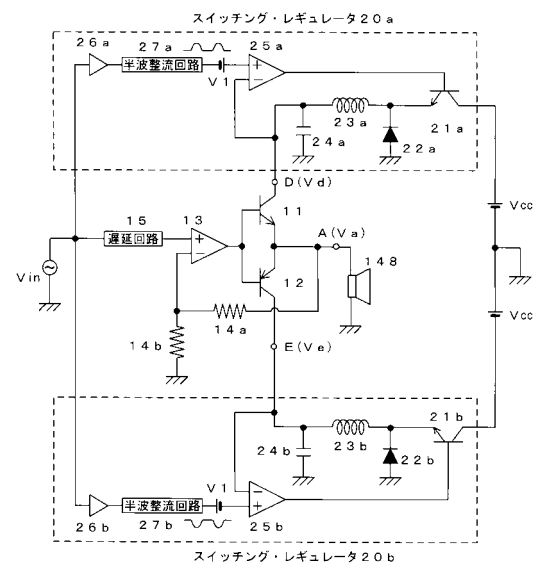 スイッチング・レギュレータ20a
26a
27a
25a
半波整流回路
V1
23a
21a
24a
22a
D(Vd)
15
13
11
遅延回路
A(Va)
Vcc
148
Vin
12
14a
14b
E(Ve)
Vcc
21b
24b
23b
22b
V1
半波整流回路
26b
27b
25b
スイッチング・レギュレータ20b